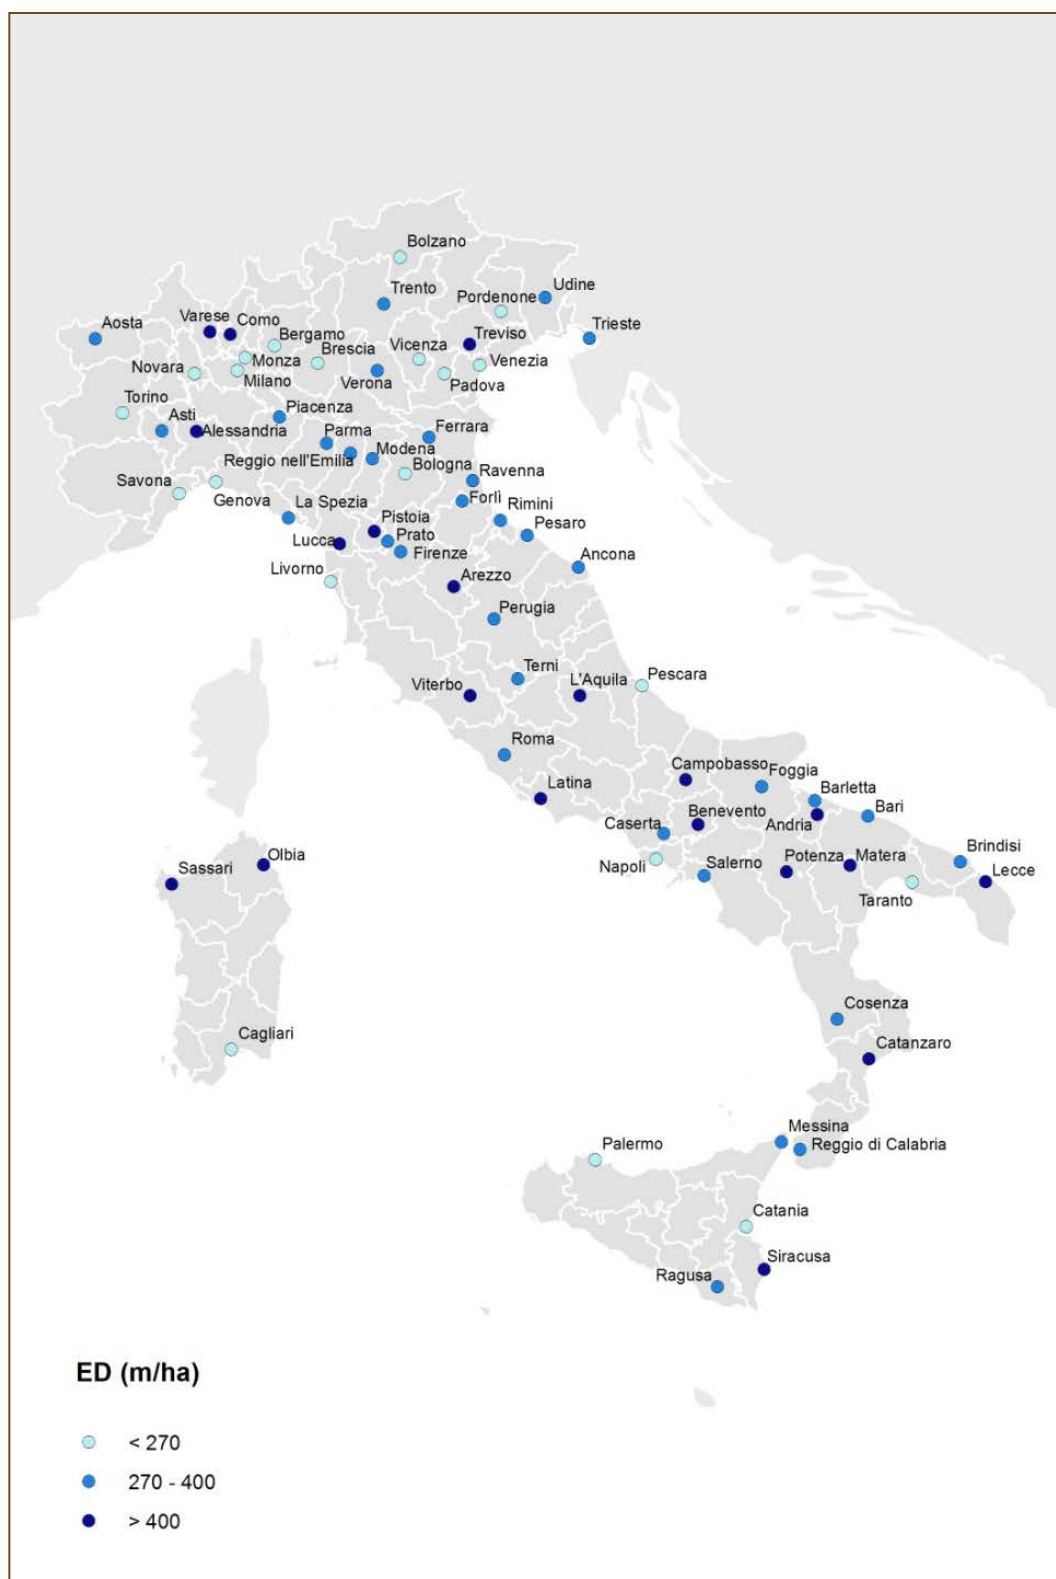 Bolzano
Trento
Udine
Pordenone
Aosta
Varese
Como
Trieste
Bergamo
Treviso
Brescia
Vicenza
Venezia
Monza
Novara
Milano
Verona
Padova
Torino
Asti
Piacenza
Alessandria
Parma
Ferrara
Modena
Reggio nell'Emilia
Bologna
Ravenna
Savona
Genova
La Spezia
Forlì
Rimini
Pistoia
Pesaro
Prato
Lucca
Firenze
Livorno
Ancona
Arezzo
Perugia
Terni
Viterbo
L'Aquila
Pescara
Roma
Campobasso
Foggia
Latina
Barletta
Benevento
Bari
Caserta
Andria
Brindisi
Napoli
Salerno
Potenza
Matera
Lecce
Taranto
Olbia
Sassari
Cosenza
Cagliari
Catanzaro
Messina
Palermo
Reggio di Calabria
Catania
Siracusa
Ragusa
ED (m/ha)
< 270
270 - 400
> 400